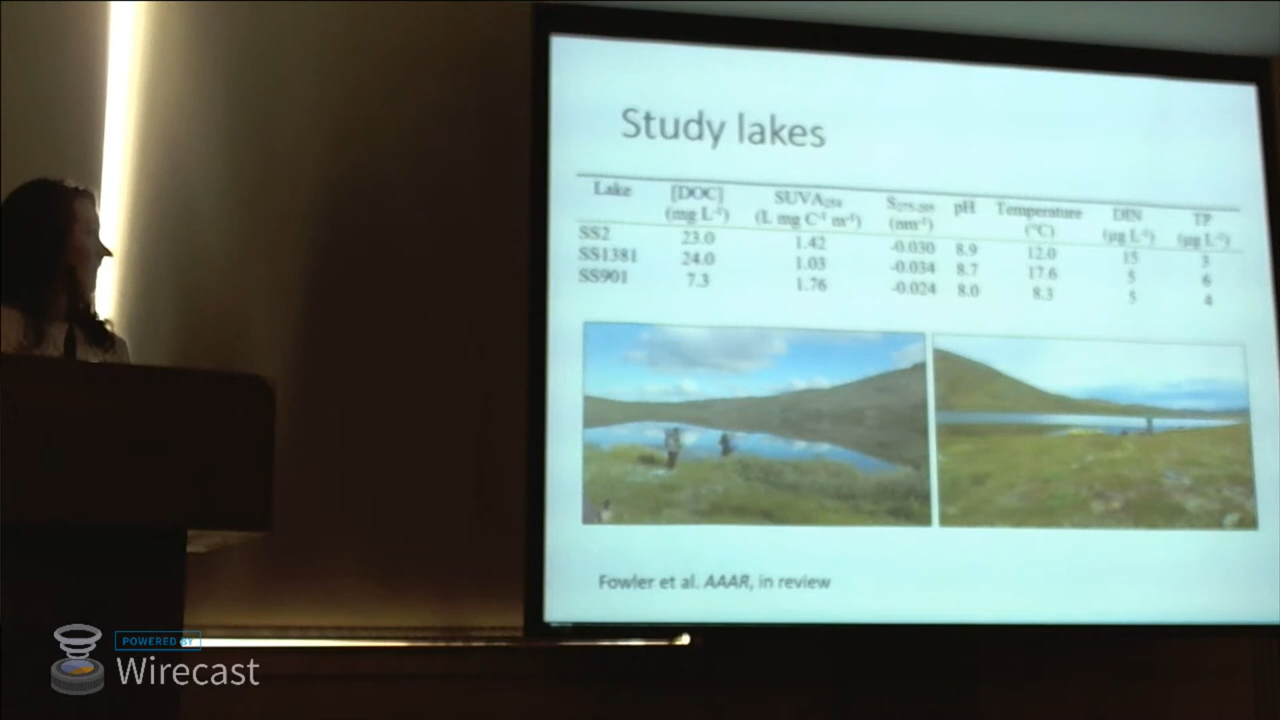 Study lakes
Lake [DOC] SUVA₂₅₄ S₂₇₅₋₂₉₅ pH Temperature DIN TP
(mg L⁻¹) (L mg C⁻¹ m⁻¹) (nm⁻¹) (°C) (µg L⁻¹) (µg L⁻¹)
SS2 23.0 1.42 -0.030 8.9 12.0 15 3
SS1381 24.0 1.03 -0.034 8.7 17.6 5 6
SS901 7.3 1.76 -0.024 8.0 8.3 5 4
Fowler et al. AAAR, in review
POWERED BY
Wirecast